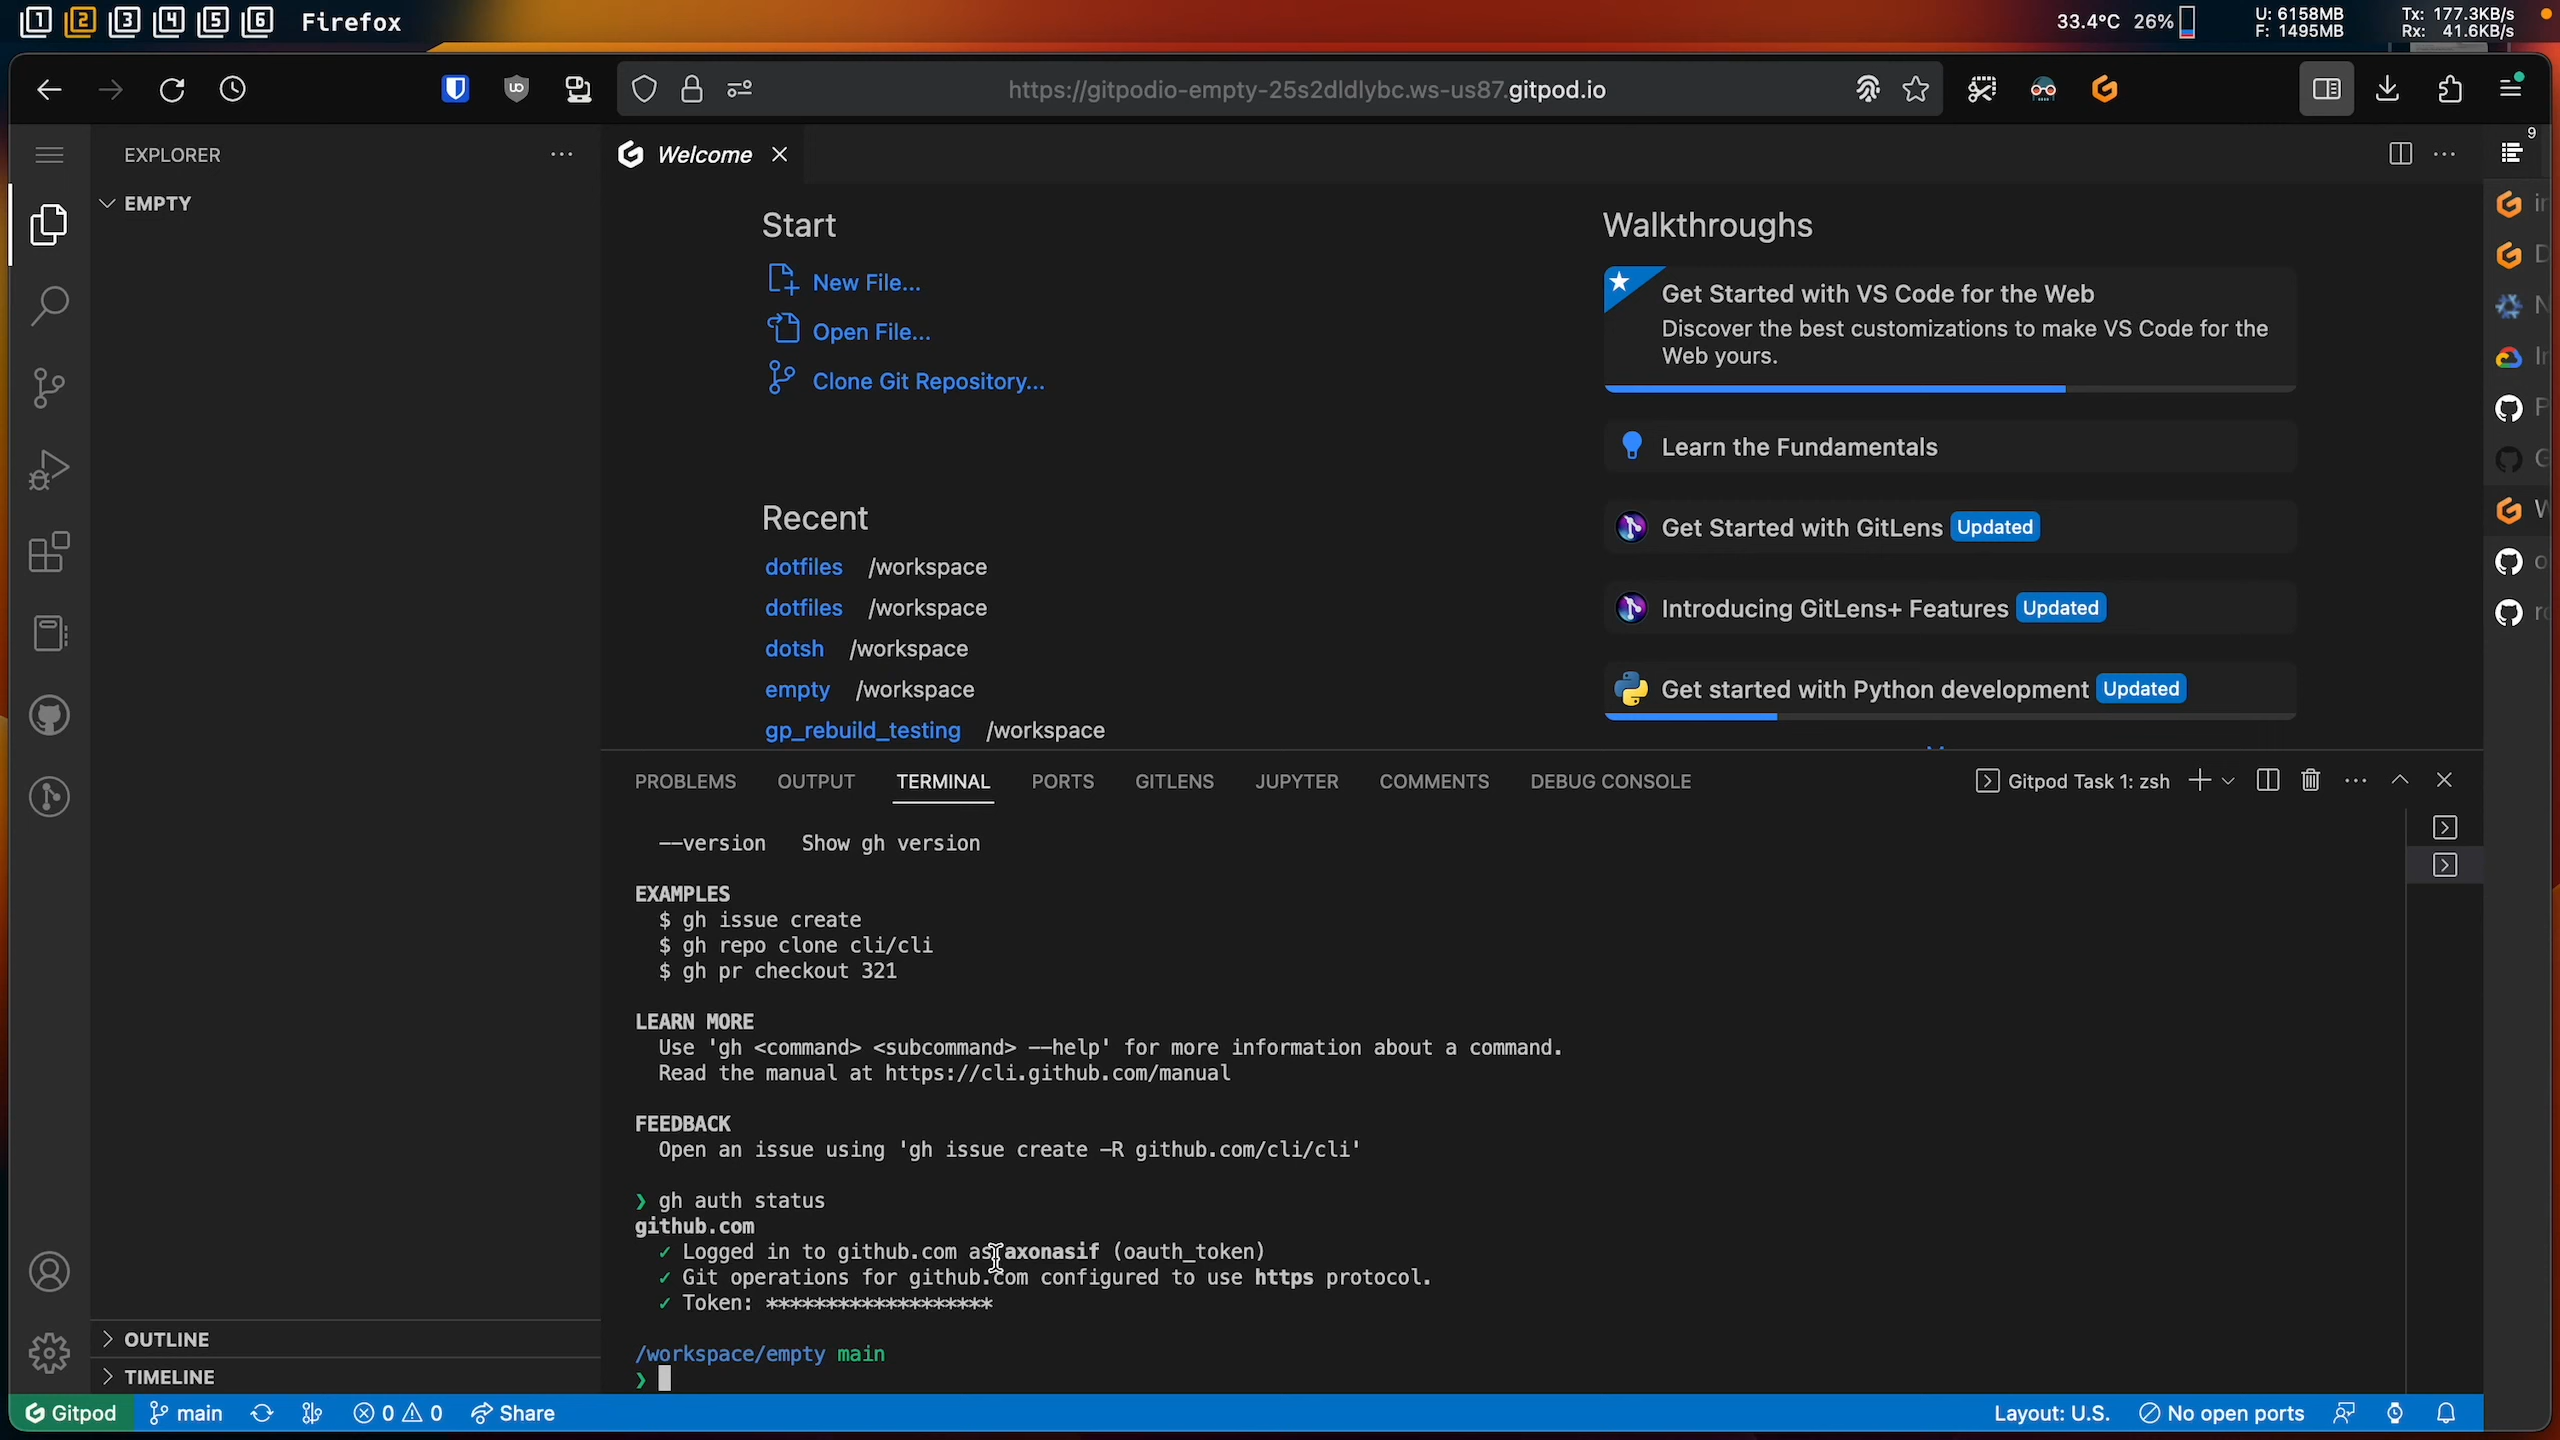 1 2 3 4 5 6 Firefox 33.4°C 26% U: 6158MB Tx: 177.3KB/s
F: 1495MB Rx: 41.6KB/s
https://gitpodio-empty-25s2dldlybc.ws-us87.gitpod.io
EXPLORER
Welcome
9
EMPTY
Start
New File...
Open File...
Clone Git Repository...
Recent
dotfiles /workspace
dotfiles /workspace
dotsh /workspace
empty /workspace
gp_rebuild_testing /workspace
Walkthroughs
Get Started with VS Code for the Web
Discover the best customizations to make VS Code for the
Web yours.
Learn the Fundamentals
Get Started with GitLens Updated
Introducing GitLens+ Features Updated
Get started with Python development Updated
PROBLEMS OUTPUT TERMINAL PORTS GITLENS JUPYTER COMMENTS DEBUG CONSOLE Gitpod Task 1: zsh
--version Show gh version
EXAMPLES
$ gh issue create
$ gh repo clone cli/cli
$ gh pr checkout 321
LEARN MORE
Use 'gh <command> <subcommand> --help' for more information about a command.
Read the manual at https://cli.github.com/manual
FEEDBACK
Open an issue using 'gh issue create -R github.com/cli/cli'
❯ gh auth status
github.com
✓ Logged in to github.com as axonasif (oauth_token)
✓ Git operations for github.com configured to use https protocol.
✓ Token: *******************
/workspace/empty main
❯
OUTLINE
TIMELINE
Gitpod main 0 0 Share Layout: U.S. No open ports